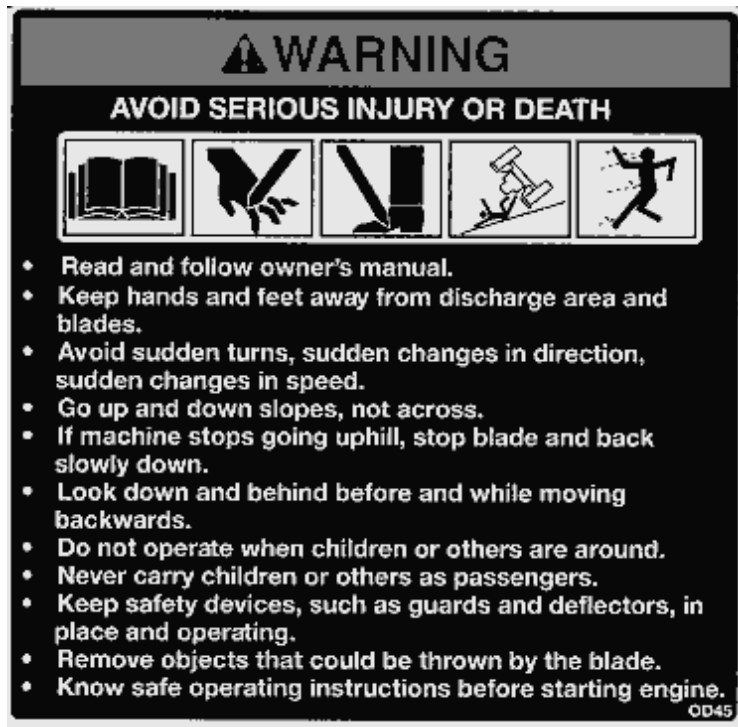 WARNING
AVOID SERIOUS INJURY OR DEATH
• Read and follow owner's manual.
• Keep hands and feet away from discharge area and
blades.
• Avoid sudden turns, sudden changes in direction,
sudden changes in speed.
• Go up and down slopes, not across.
• If machine stops going uphill, stop blade and back
slowly down.
• Look down and behind before and while moving
backwards.
• Do not operate when children or others are around.
• Never carry children or others as passengers.
• Keep safety devices, such as guards and deflectors, in
place and operating.
• Remove objects that could be thrown by the blade.
• Know safe operating instructions before starting engine.
OD45